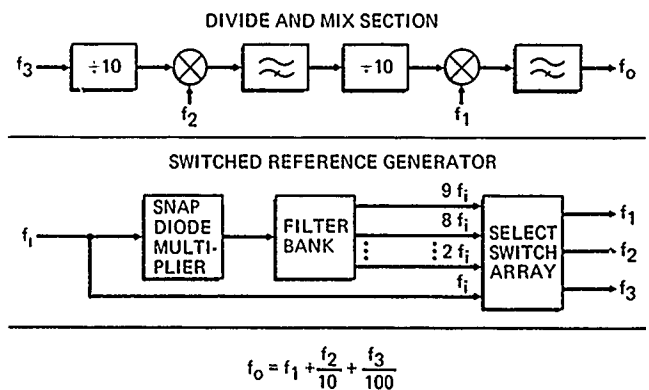 DIVIDE AND MIX SECTION
f3 ÷10 ÷10 fo
f2 f1
SWITCHED REFERENCE GENERATOR
fi
SNAP
DIODE
MULTI-
PLIER
FILTER
BANK
9 fi
8 fi
⋮ ⋮ 2 fi
fi
SELECT
SWITCH
ARRAY
f1
f2
f3
fo = f1 + f2/10 + f3/100